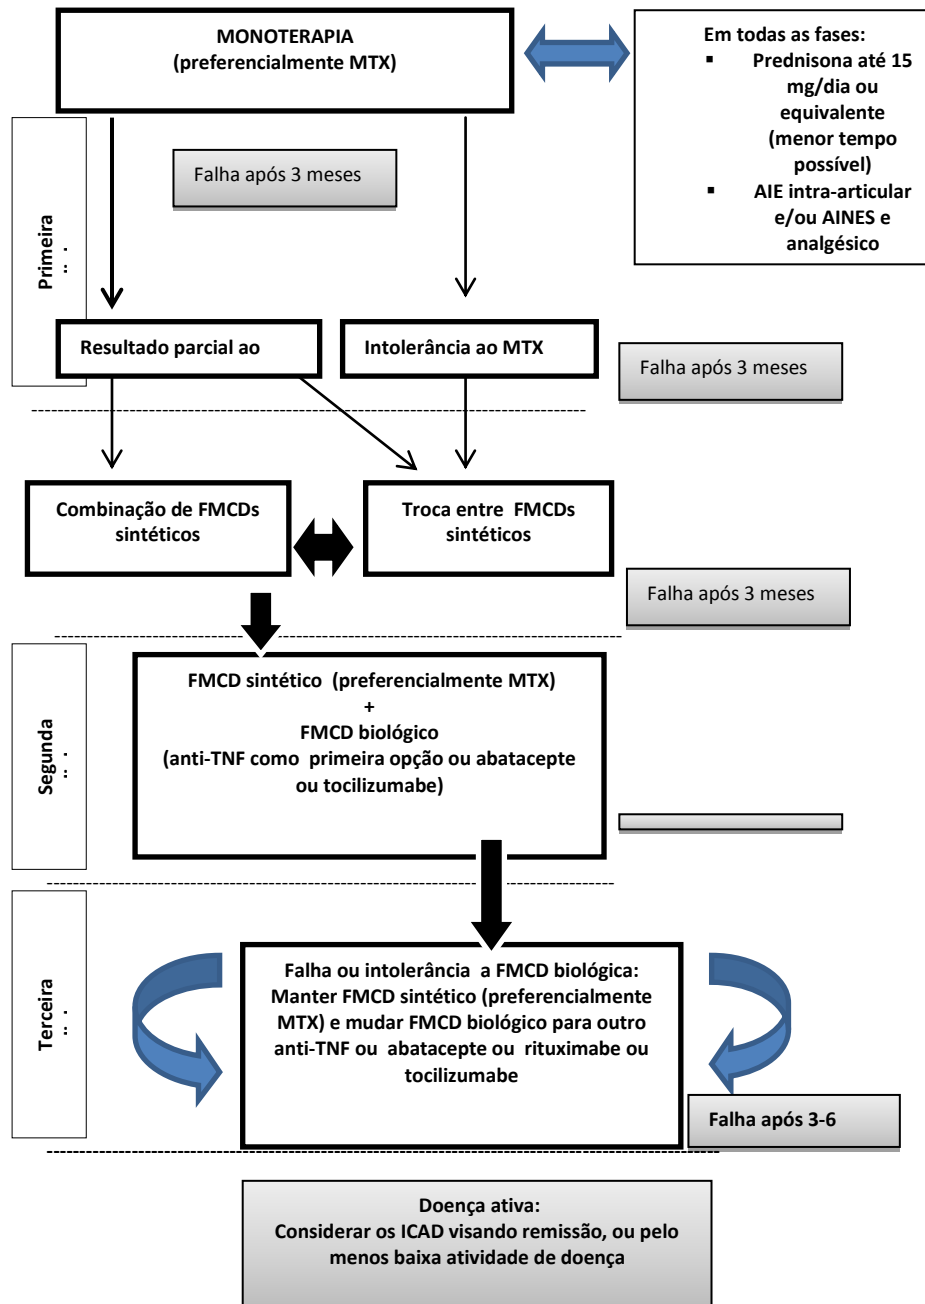 MONOTERAPIA
(preferencialmente MTX)
Em todas as fases:
▪ Prednisona até 15
mg/dia ou
equivalente
(menor tempo
possível)
▪ AIE intra-articular
e/ou AINES e
analgésico
Primeira
Falha após 3 meses
Resultado parcial ao
Intolerância ao MTX
Falha após 3 meses
Combinação de FMCDs
sintéticos
Troca entre FMCDs
sintéticos
Falha após 3 meses
Segunda
FMCD sintético (preferencialmente MTX)
+
FMCD biológico
(anti-TNF como primeira opção ou abatacepte
ou tocilizumabe)
Terceira
Falha ou intolerância a FMCD biológica:
Manter FMCD sintético (preferencialmente
MTX) e mudar FMCD biológico para outro
anti-TNF ou abatacepte ou rituximabe ou
tocilizumabe
Falha após 3-6
Doença ativa:
Considerar os ICAD visando remissão, ou pelo
menos baixa atividade de doença